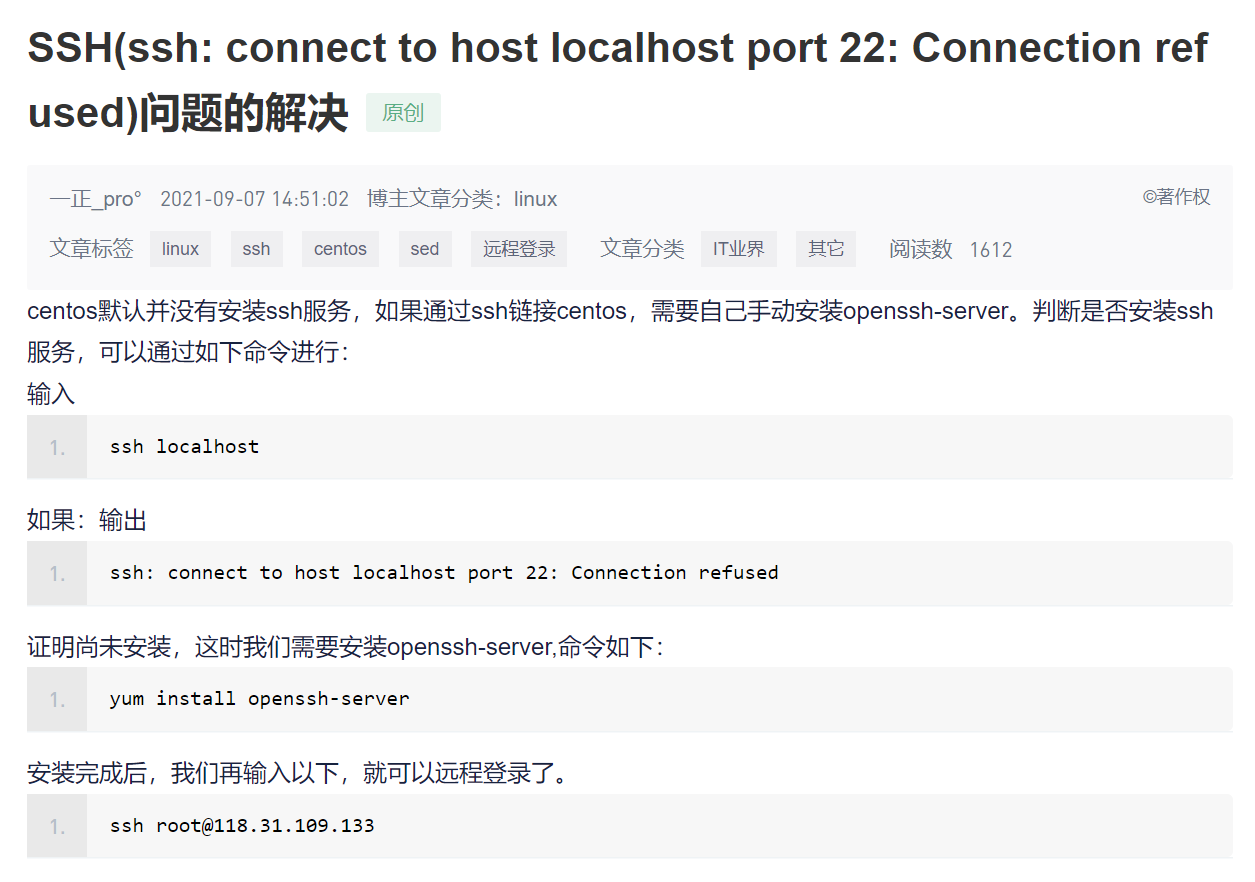 SSH(ssh: connect to host localhost port 22: Connection ref
used)问题的解决 原创
一正_pro° 2021-09-07 14:51:02 博主文章分类：linux ©著作权
文章标签 linux ssh centos sed 远程登录 文章分类 IT业界 其它 阅读数 1612
centos默认并没有安装ssh服务，如果通过ssh链接centos，需要自己手动安装openssh-server。判断是否安装ssh
服务，可以通过如下命令进行：
输入
1. ssh localhost
如果：输出
1. ssh: connect to host localhost port 22: Connection refused
证明尚未安装，这时我们需要安装openssh-server,命令如下：
1. yum install openssh-server
安装完成后，我们再输入以下，就可以远程登录了。
1. ssh root@118.31.109.133